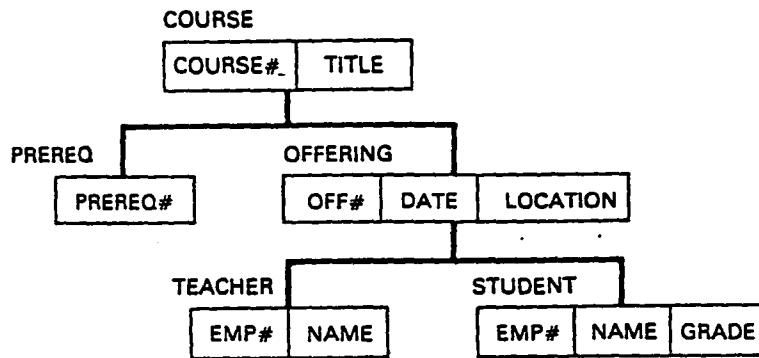 COURSE
COURSE# TITLE
PREREQ OFFERING
PREREQ# OFF# DATE LOCATION
TEACHER STUDENT
EMP# NAME EMP# NAME GRADE